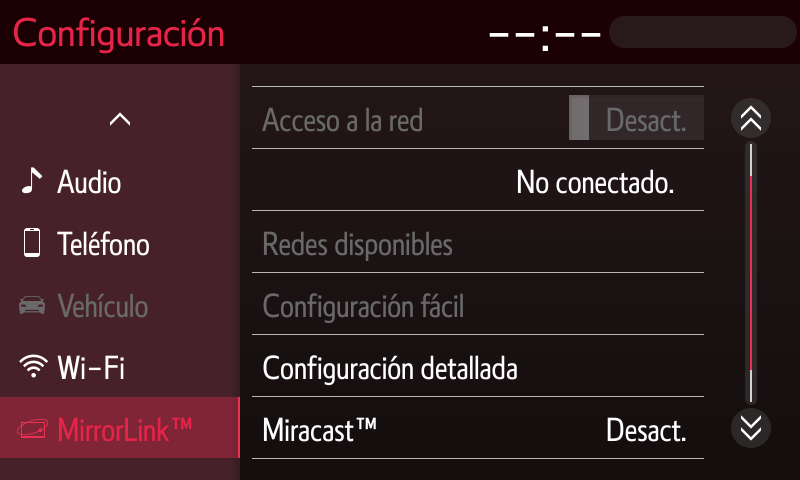 Configuración
--:--
Audio
Teléfono
Vehículo
Wi-Fi
MirrorLink™
Acceso a la red
Desact.
No conectado.
Redes disponibles
Configuración fácil
Configuración detallada
Miracast™
Desact.